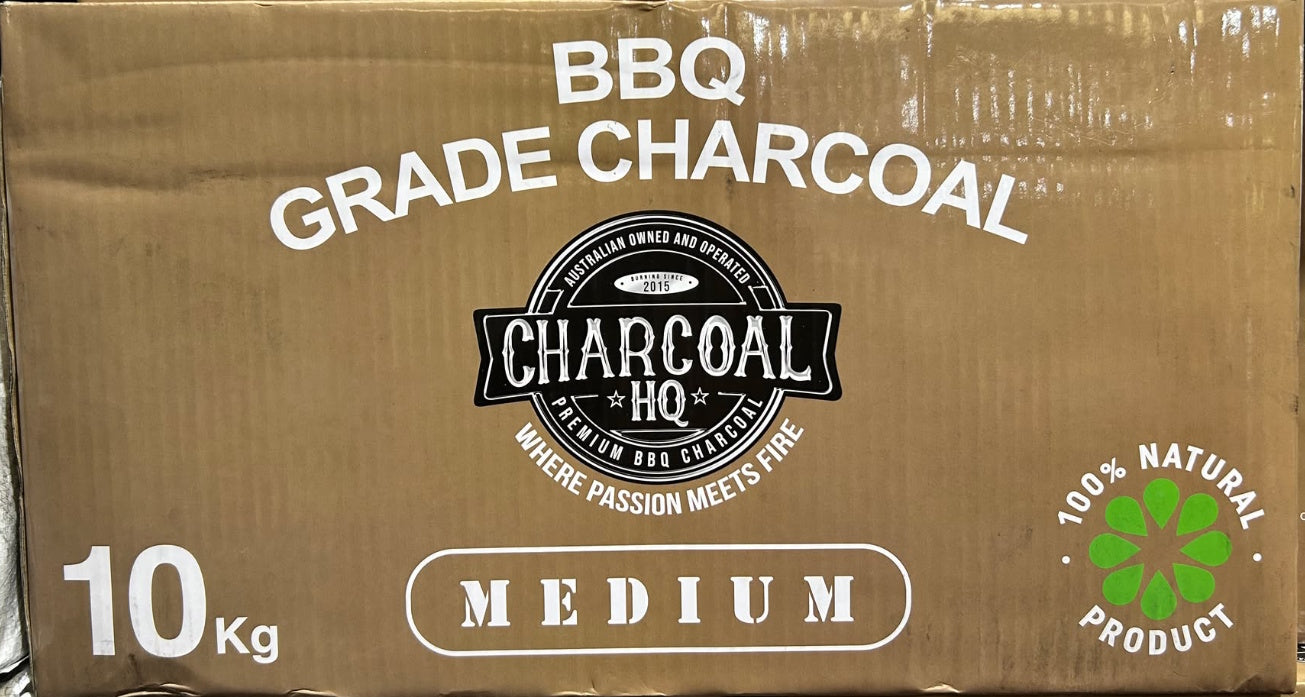 BBQ
GRADE CHARCOAL
AUSTRALIAN OWNED AND OPERATED
BURNING SINCE
2015
CHARCOAL
HQ
PREMIUM BBQ CHARCOAL
WHERE PASSION MEETS FIRE
100% NATURAL
PRODUCT
10Kg
MEDIUM